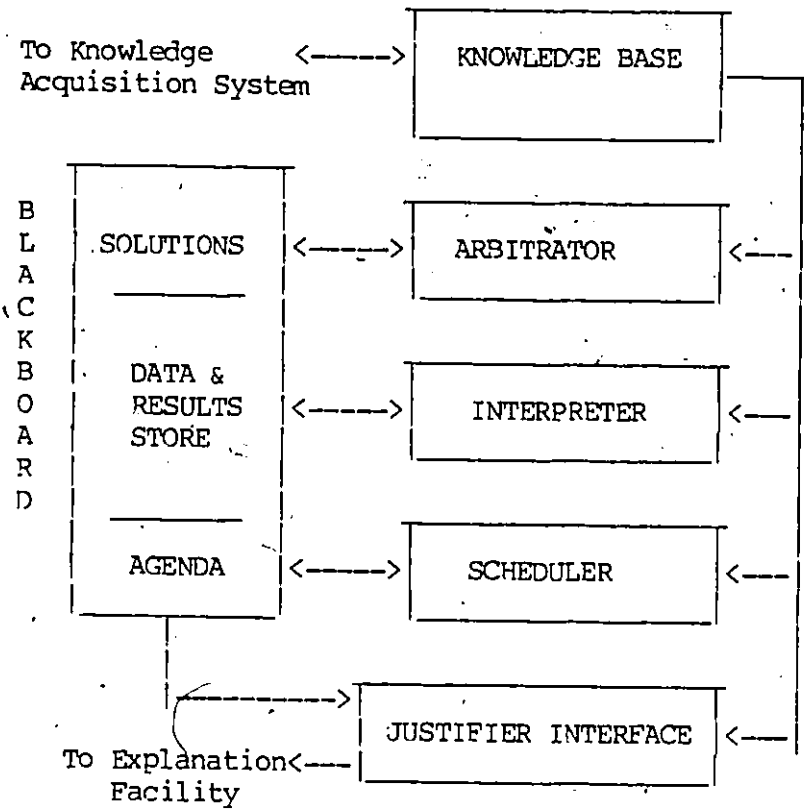 To Knowledge
Acquisition System
KNOWLEDGE BASE
BLACKBOARD
SOLUTIONS
ARBITRATOR
DATA &
RESULTS
STORE
INTERPRETER
AGENDA
SCHEDULER
JUSTIFIER INTERFACE
To Explanation
Facility